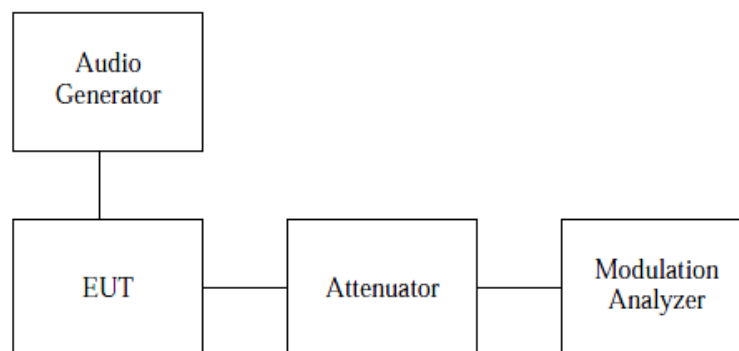 Audio
Generator
EUT
Attenuator
Modulation
Analyzer